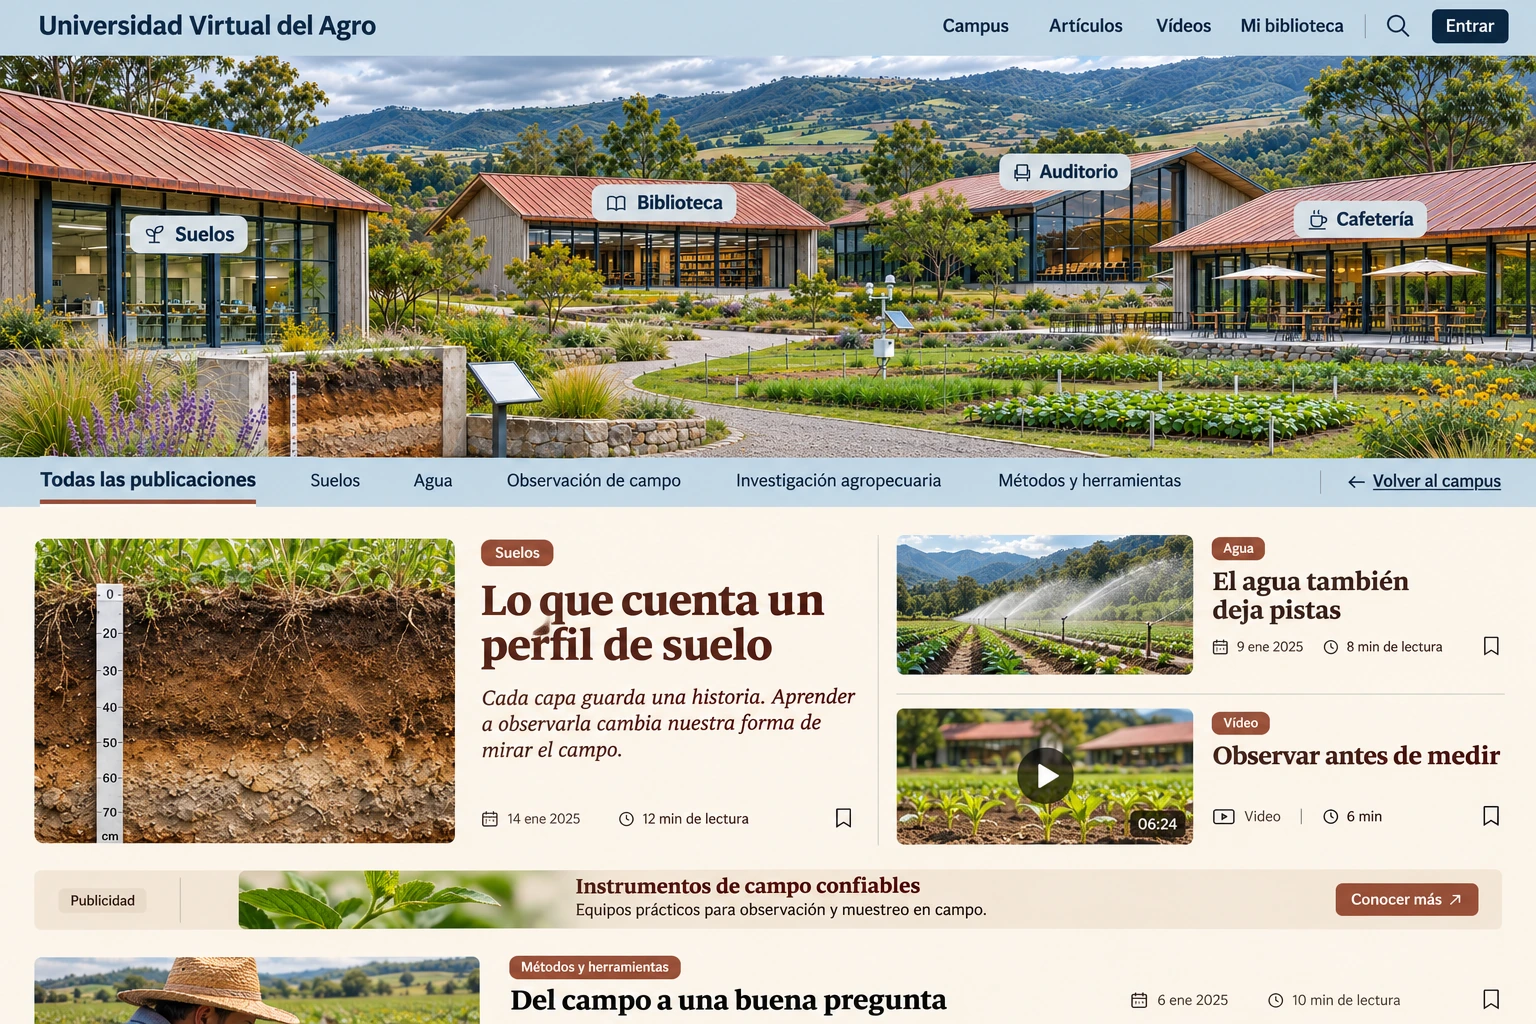 Universidad Virtual del Agro
Campus
Artículos
Vídeos
Mi biblioteca
Entrar
Suelos
Biblioteca
Auditorio
Cafetería
Todas las publicaciones
Suelos
Agua
Observación de campo
Investigación agropecuaria
Métodos y herramientas
← Volver al campus
0
20
30
40
50
60
70
cm
Suelos
Lo que cuenta un
perfil de suelo
Cada capa guarda una historia. Aprender
a observarla cambia nuestra forma de
mirar el campo.
14 ene 2025
12 min de lectura
Agua
El agua también
deja pistas
9 ene 2025
8 min de lectura
06:24
Vídeo
Observar antes de medir
Video
6 min
Publicidad
Instrumentos de campo confiables
Equipos prácticos para observación y muestreo en campo.
Conocer más ↗
Métodos y herramientas
Del campo a una buena pregunta
6 ene 2025
10 min de lectura